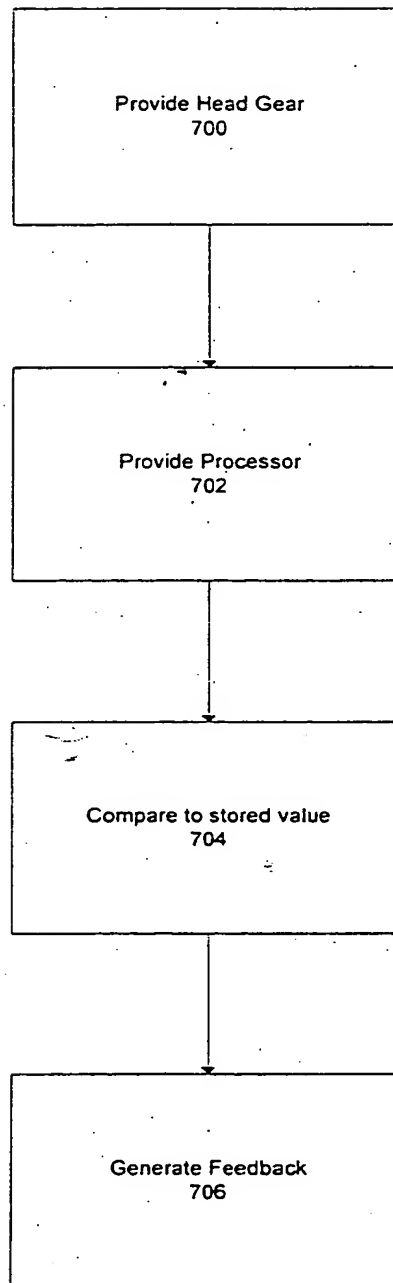 Provide Head Gear
700
Provide Processor
702
Compare to stored value
704
Generate Feedback
706